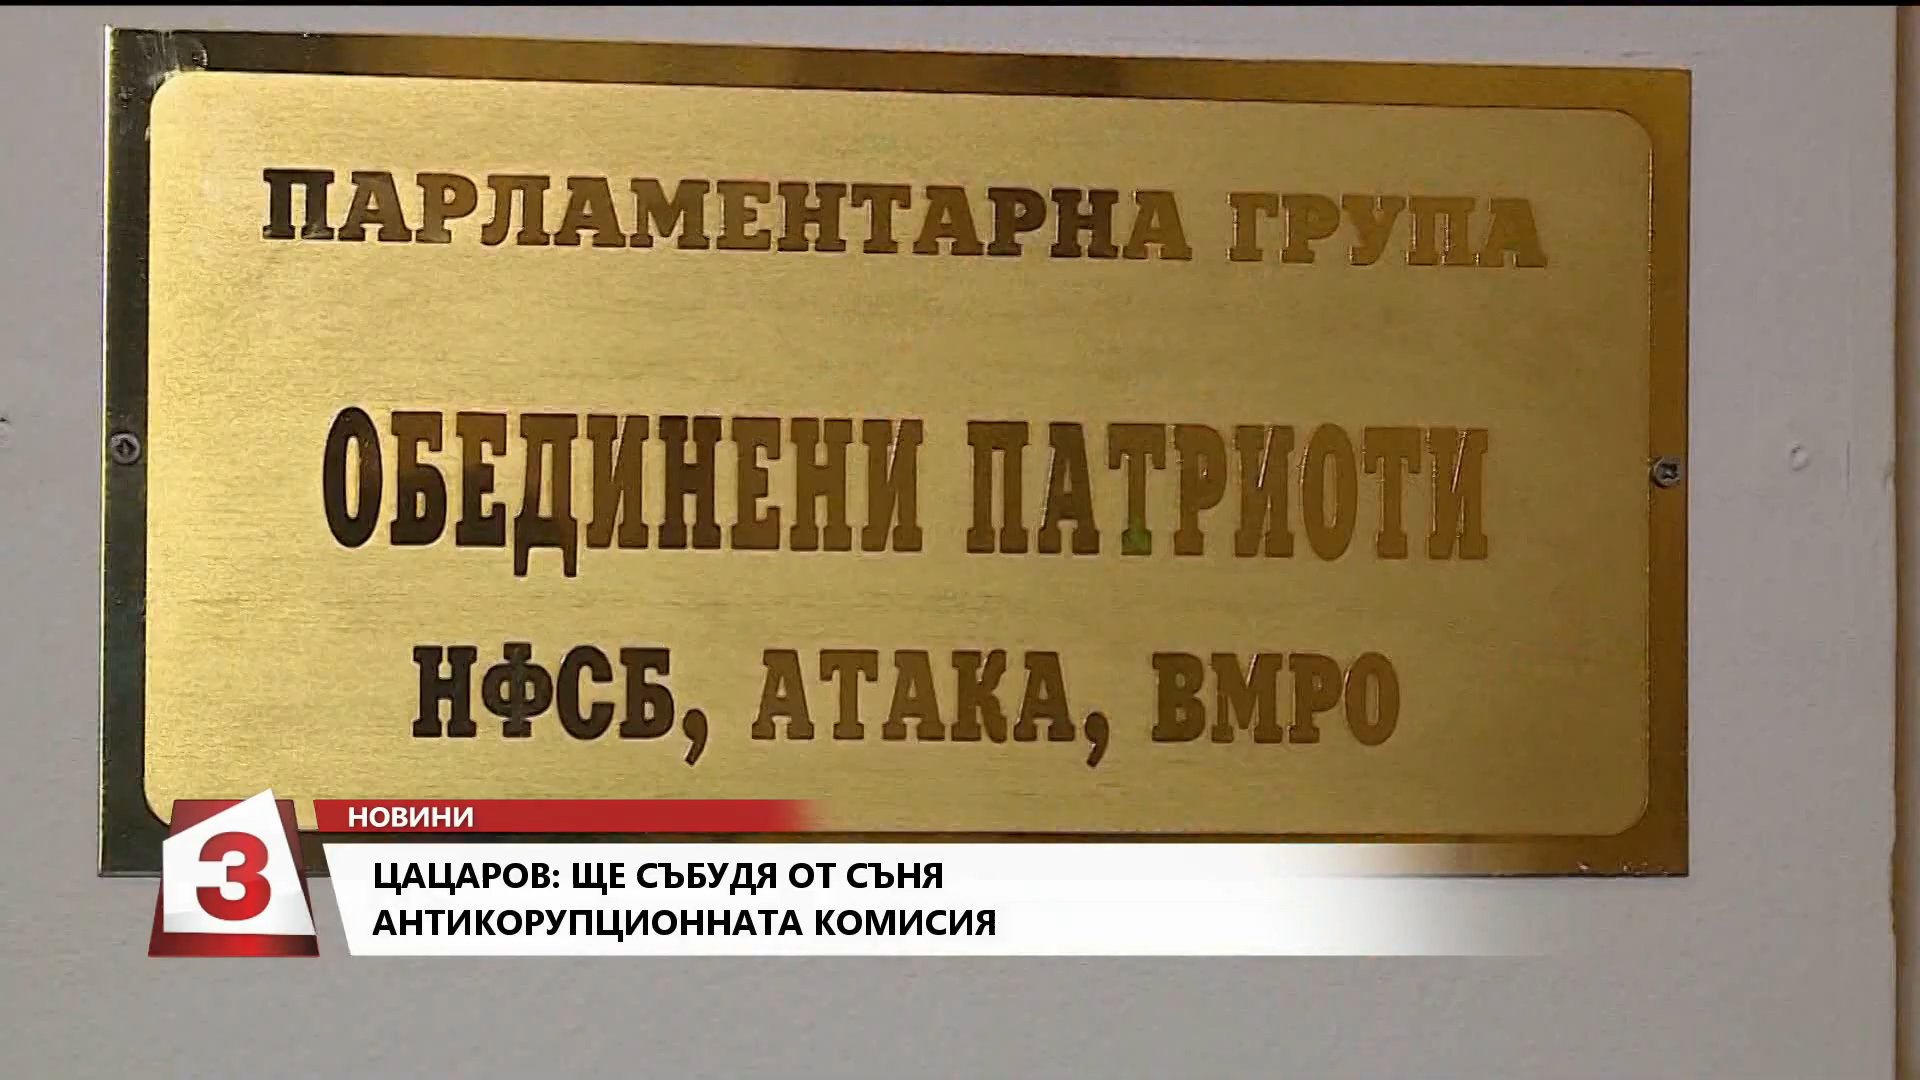 ПАРЛАМЕНТАРНА ГРУПА
ОБЕДИНЕНИ ПАТРИОТИ
НФСБ, АТАКА, ВМРО
3
НОВИНИ
ЦАЦАРОВ: ЩЕ СЪБУДЯ ОТ СЪНЯ
АНТИКОРУПЦИОННАТА КОМИСИЯ